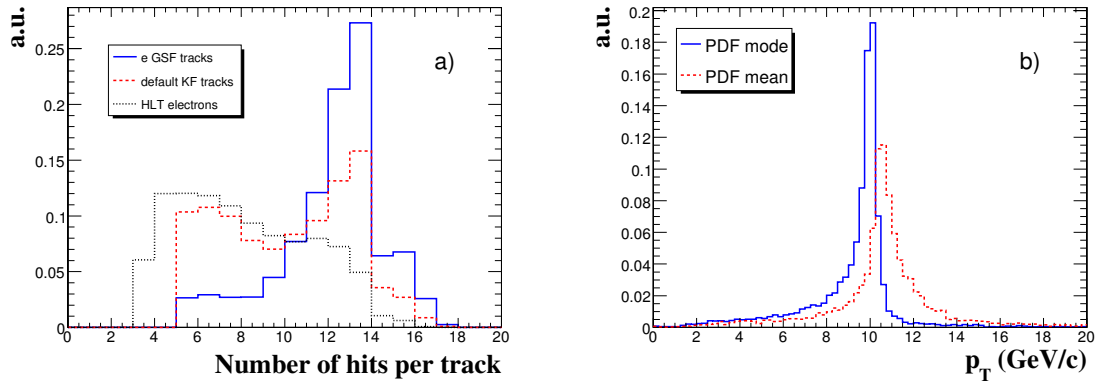 a.u.
0.25
0.2
0.15
0.1
0.05
0
e GSF tracks
default KF tracks
HLT electrons
a)
0 2 4 6 8 10 12 14 16 18 20
Number of hits per track
a.u.
0.2
0.18
0.16
0.14
0.12
0.1
0.08
0.06
0.04
0.02
0
PDF mode
PDF mean
b)
0 2 4 6 8 10 12 14 16 18 20
p_T (GeV/c)